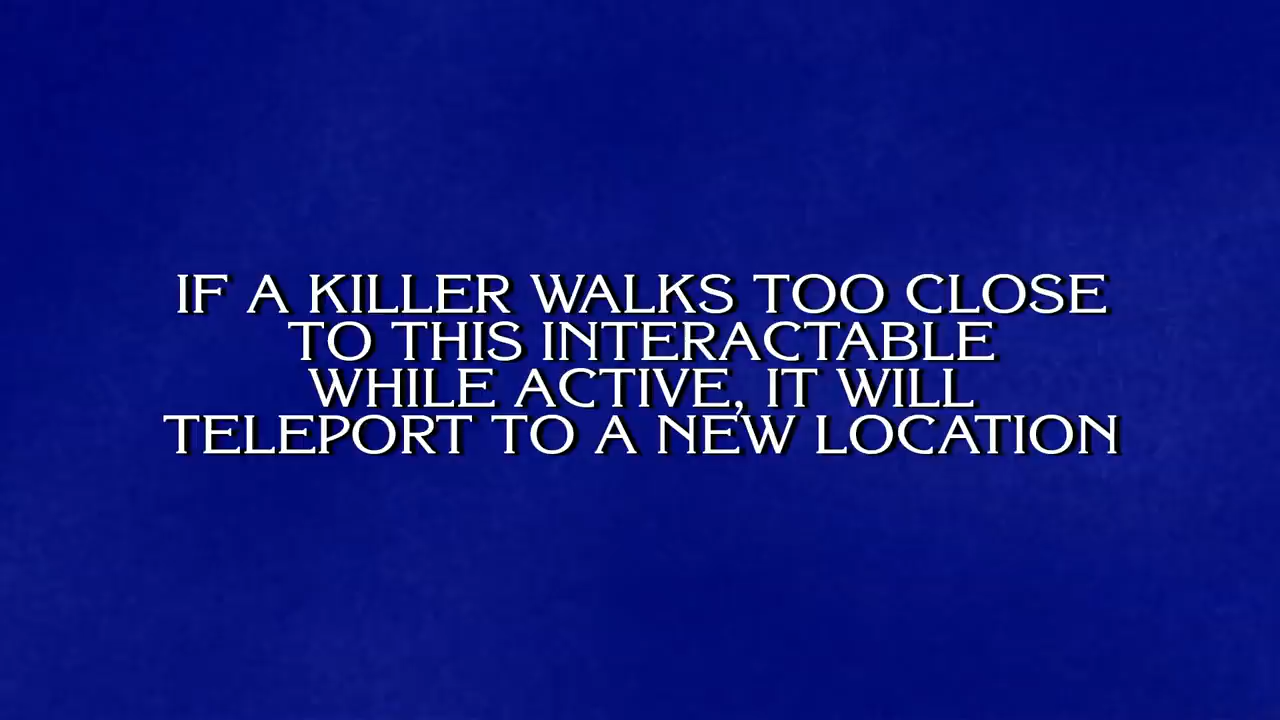 IF A KILLER WALKS TOO CLOSE
TO THIS INTERACTABLE
WHILE ACTIVE, IT WILL
TELEPORT TO A NEW LOCATION